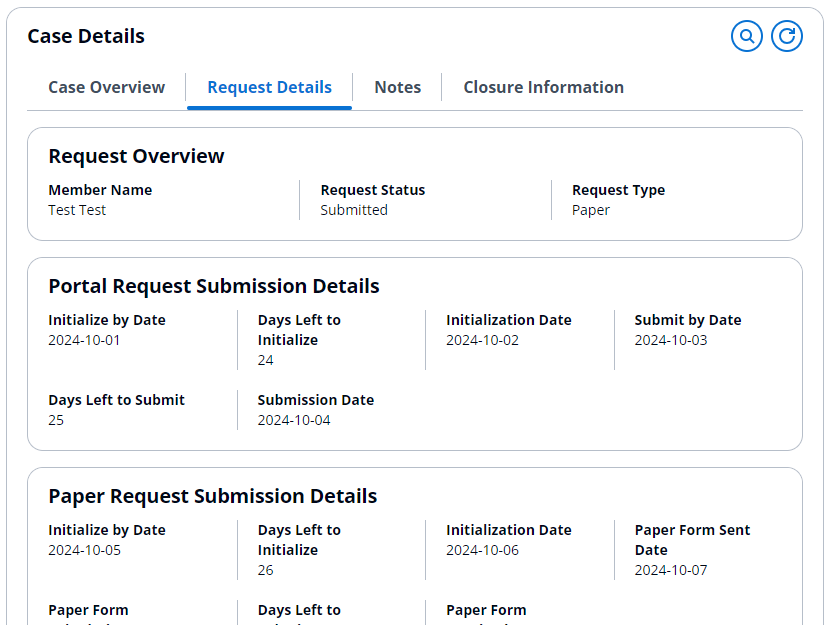 Case Details
Case Overview Request Details Notes Closure Information
Request Overview
Member Name Request Status Request Type
Test Test Submitted Paper
Portal Request Submission Details
Initialize by Date Days Left to Initialization Date Submit by Date
2024-10-01 Initialize 2024-10-02 2024-10-03
24
Days Left to Submit Submission Date
25 2024-10-04
Paper Request Submission Details
Initialize by Date Days Left to Initialization Date Paper Form Sent
2024-10-05 Initialize 2024-10-06 Date
26 2024-10-07
Paper Form Days Left to Paper Form